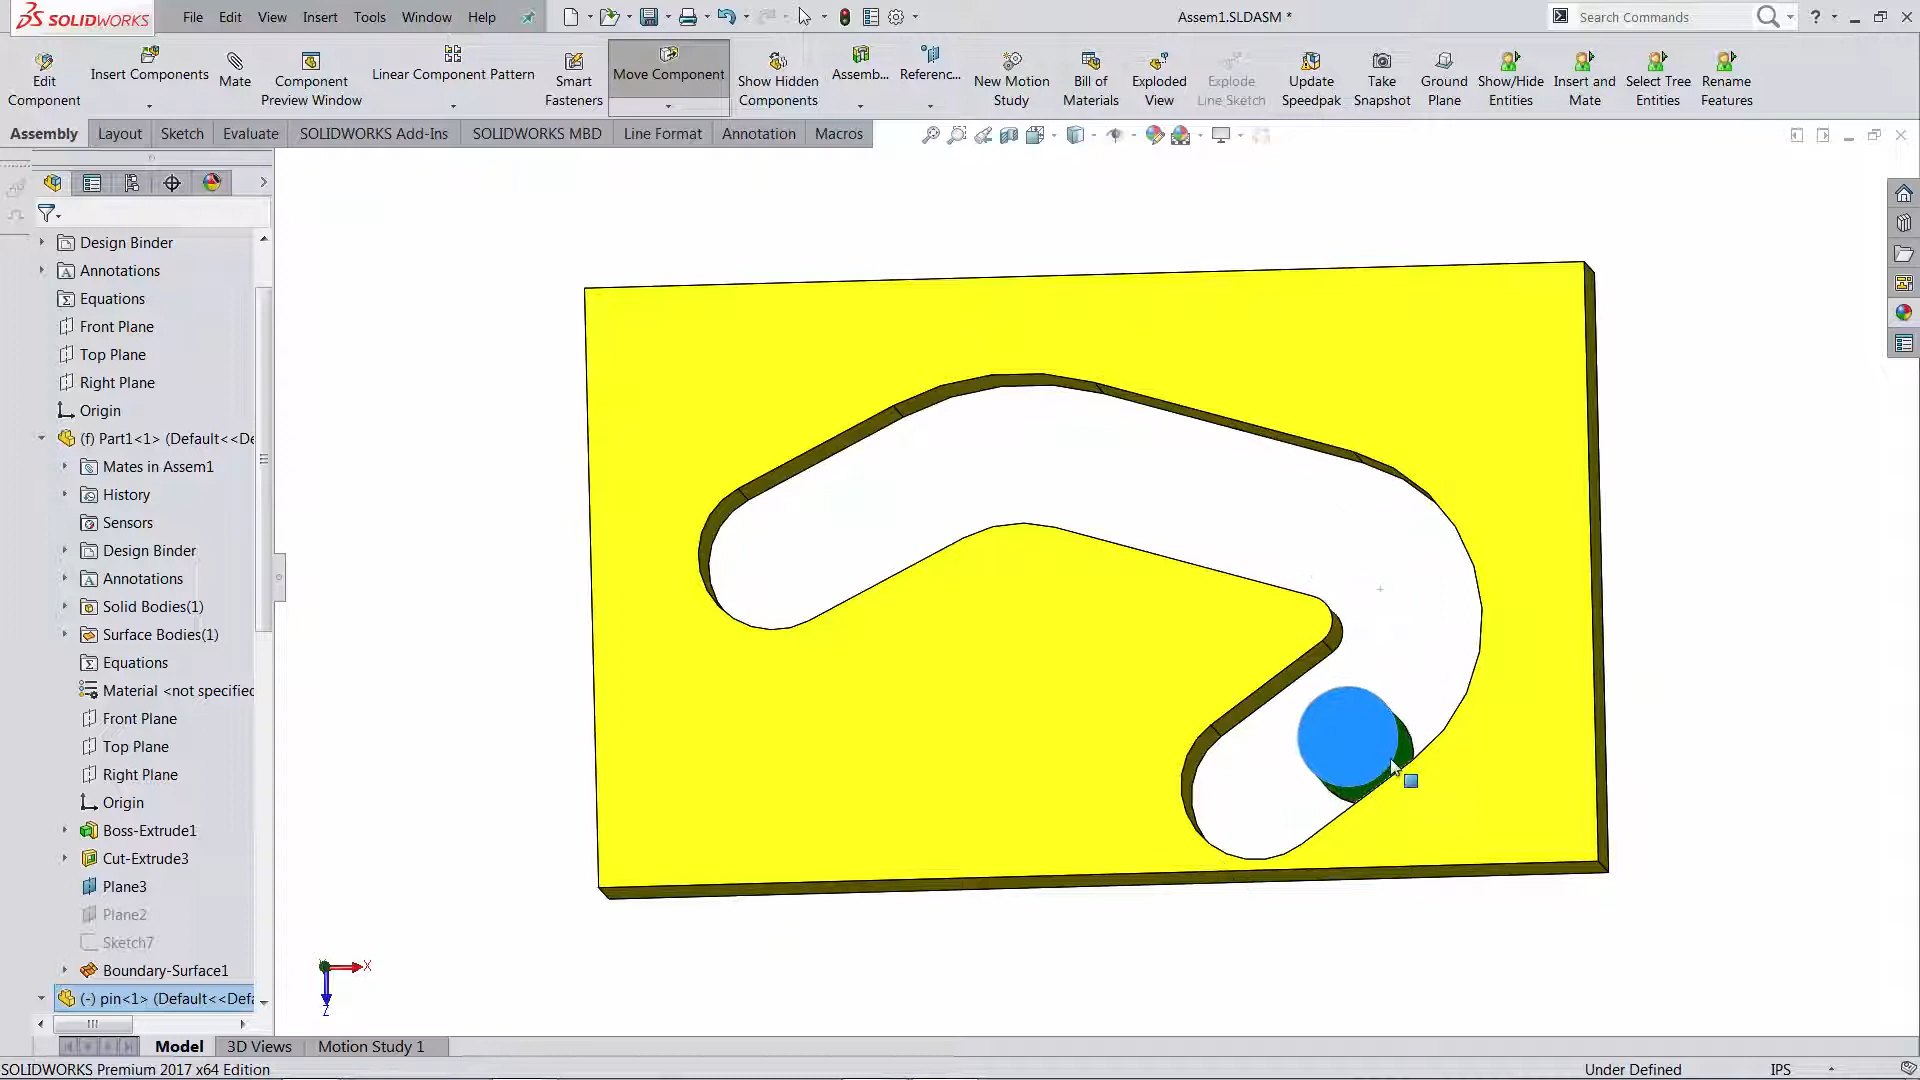 SOLIDWORKS File Edit View Insert Tools Window Help Assem1.SLDASM * Search Commands ?
Edit Component
Insert Components
Mate
Component Preview Window
Linear Component Pattern
Smart Fasteners
Move Component
Show Hidden Components
Assemb...
Referenc...
New Motion Study
Bill of Materials
Exploded View
Explode Line Sketch
Update Speedpak
Take Snapshot
Ground Plane
Show/Hide Entities
Insert and Mate
Select Tree Entities
Rename Features
Assembly Layout Sketch Evaluate SOLIDWORKS Add-Ins SOLIDWORKS MBD Line Format Annotation Macros
Design Binder
Annotations
Equations
Front Plane
Top Plane
Right Plane
Origin
(f) Part1<1> (Default<<De
Mates in Assem1
History
Sensors
Design Binder
Annotations
Solid Bodies(1)
Surface Bodies(1)
Equations
Material <not specified
Front Plane
Top Plane
Right Plane
Origin
Boss-Extrude1
Cut-Extrude3
Plane3
Plane2
Sketch7
Boundary-Surface1
(-) pin<1> (Default<<Defa
X
Z
Model 3D Views Motion Study 1
SOLIDWORKS Premium 2017 x64 Edition Under Defined IPS